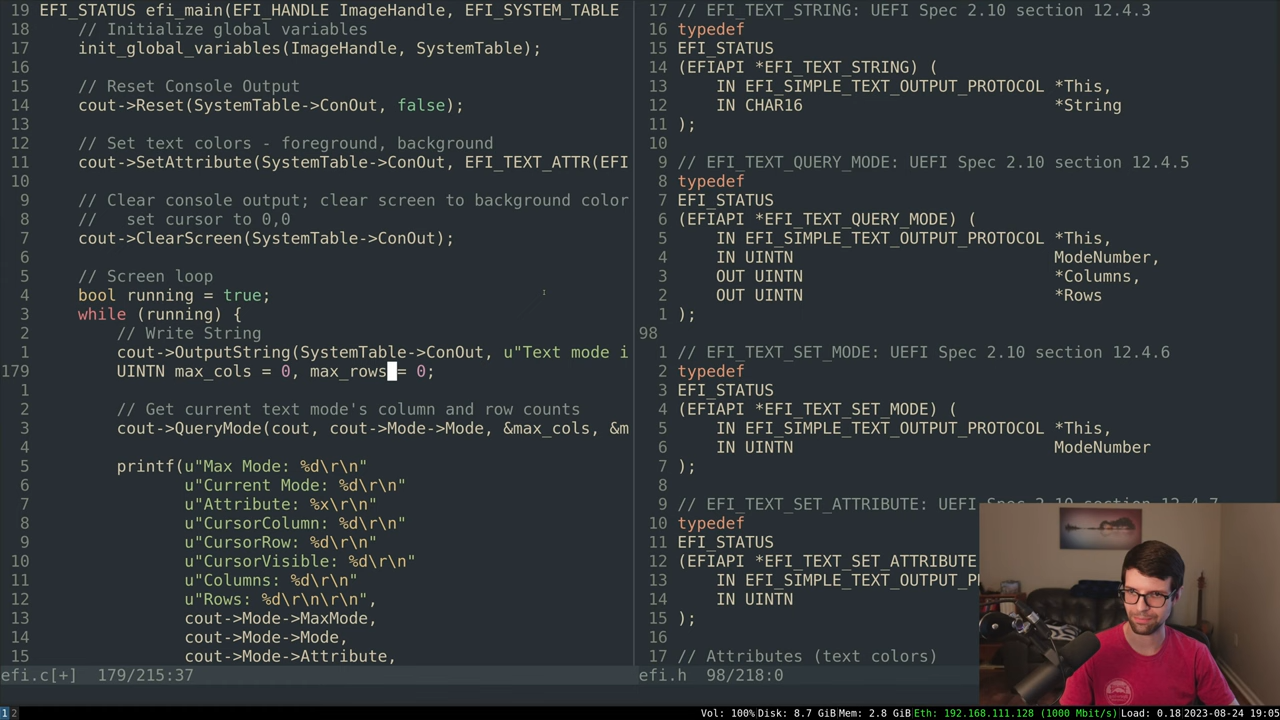 19 EFI_STATUS efi_main(EFI_HANDLE ImageHandle, EFI_SYSTEM_TABLE
18 // Initialize global variables
17 init_global_variables(ImageHandle, SystemTable);
16
15 // Reset Console Output
14 cout->Reset(SystemTable->ConOut, false);
13
12 // Set text colors - foreground, background
11 cout->SetAttribute(SystemTable->ConOut, EFI_TEXT_ATTR(EFI
10
9 // Clear console output; clear screen to background color
8 //   set cursor to 0,0
7 cout->ClearScreen(SystemTable->ConOut);
6
5 // Screen loop
4 bool running = true;
3 while (running) {
2 // Write String
1 cout->OutputString(SystemTable->ConOut, u"Text mode i
179 UINTN max_cols = 0, max_rows = 0;
1
2 // Get current text mode's column and row counts
3 cout->QueryMode(cout, cout->Mode->Mode, &max_cols, &m
4
5 printf(u"Max Mode: %d\r\n"
6 u"Current Mode: %d\r\n"
7 u"Attribute: %x\r\n"
8 u"CursorColumn: %d\r\n"
9 u"CursorRow: %d\r\n"
10 u"CursorVisible: %d\r\n"
11 u"Columns: %d\r\n"
12 u"Rows: %d\r\n\r\n",
13 cout->Mode->MaxMode,
14 cout->Mode->Mode,
15 cout->Mode->Attribute,
efi.c[+] 179/215:37
17 // EFI_TEXT_STRING: UEFI Spec 2.10 section 12.4.3
16 typedef
15 EFI_STATUS
14 (EFIAPI *EFI_TEXT_STRING) (
13 IN EFI_SIMPLE_TEXT_OUTPUT_PROTOCOL *This,
12 IN CHAR16 *String
11 );
10
9 // EFI_TEXT_QUERY_MODE: UEFI Spec 2.10 section 12.4.5
8 typedef
7 EFI_STATUS
6 (EFIAPI *EFI_TEXT_QUERY_MODE) (
5 IN EFI_SIMPLE_TEXT_OUTPUT_PROTOCOL *This,
4 IN UINTN ModeNumber,
3 OUT UINTN *Columns,
2 OUT UINTN *Rows
1 );
98
1 // EFI_TEXT_SET_MODE: UEFI Spec 2.10 section 12.4.6
2 typedef
3 EFI_STATUS
4 (EFIAPI *EFI_TEXT_SET_MODE) (
5 IN EFI_SIMPLE_TEXT_OUTPUT_PROTOCOL *This,
6 IN UINTN ModeNumber
7 );
8
9 // EFI_TEXT_SET_ATTRIBUTE: UEFI Spec 2.10 section 12.4.7
10 typedef
11 EFI_STATUS
12 (EFIAPI *EFI_TEXT_SET_ATTRIBUTE
13 IN EFI_SIMPLE_TEXT_OUTPUT_P
14 IN UINTN
15 );
16
17 // Attributes (text colors)
efi.h 98/218:0
1 2
Vol: 100% Disk: 8.7 GiB Mem: 2.8 GiB Eth: 192.168.111.128 (1000 Mbit/s) Load: 0.18 2023-08-24 19:05